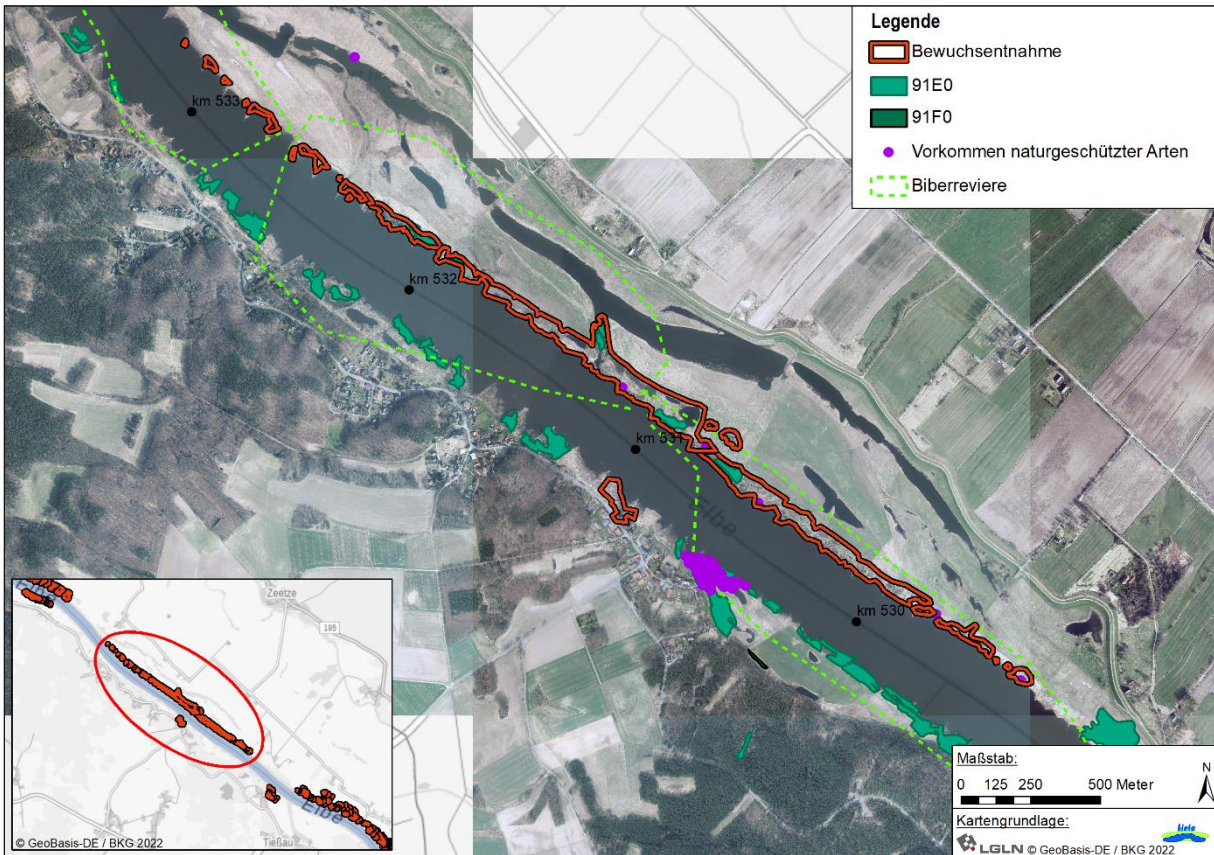 Legende
Bewuchsentnahme
91E0
91F0
Vorkommen naturgeschützter Arten
Biberreviere
km 533
km 532
km 531
Elbe
km 530
Zeetze
195
Elbe
Elbe
Tießau
© GeoBasis-DE / BKG 2022
Maßstab:
0 125 250 500 Meter
N
Kartengrundlage:
LGLN © GeoBasis-DE / BKG 2022